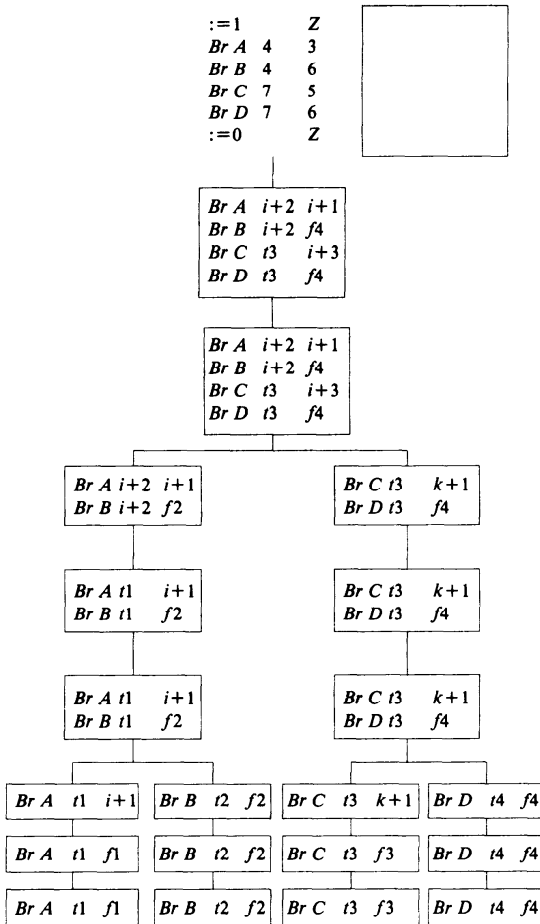 :=1 Z
Br A 4 3
Br B 4 6
Br C 7 5
Br D 7 6
:=0 Z
Br A i+2 i+1
Br B i+2 f4
Br C t3 i+3
Br D t3 f4
Br A i+2 i+1
Br B i+2 f4
Br C t3 i+3
Br D t3 f4
Br A i+2 i+1
Br B i+2 f2
Br C t3 k+1
Br D t3 f4
Br A t1 i+1
Br B t1 f2
Br C t3 k+1
Br D t3 f4
Br A t1 i+1
Br B t1 f2
Br C t3 k+1
Br D t3 f4
Br A t1 i+1
Br B t2 f2
Br C t3 k+1
Br D t4 f4
Br A t1 f1
Br B t2 f2
Br C t3 f3
Br D t4 f4
Br A t1 f1
Br B t2 f2
Br C t3 f3
Br D t4 f4